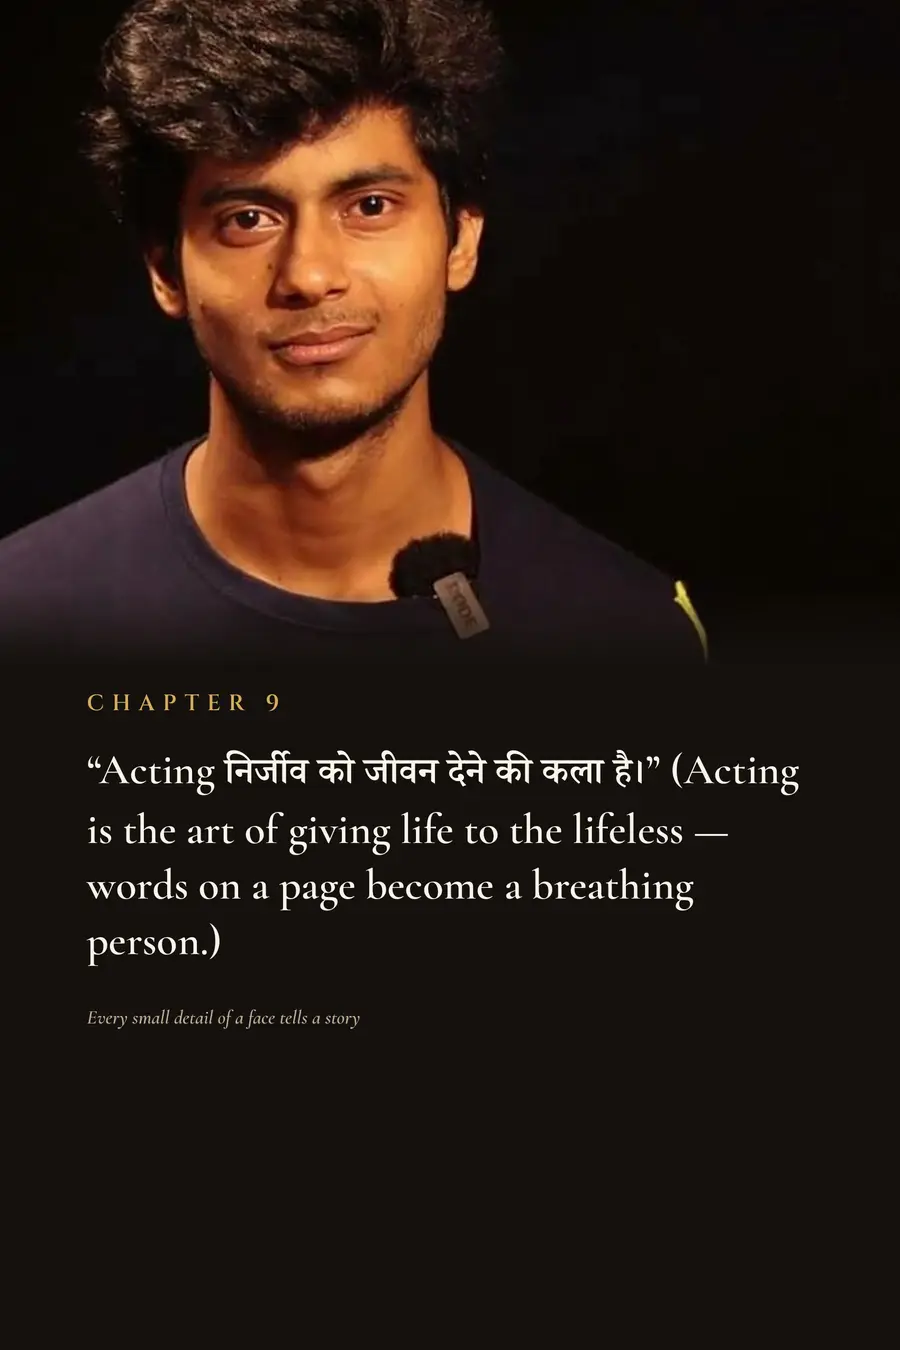 RODE
CHAPTER 9
“Acting निर्जीव को जीवन देने की कला है।” (Acting
is the art of giving life to the lifeless —
words on a page become a breathing
person.)
Every small detail of a face tells a story